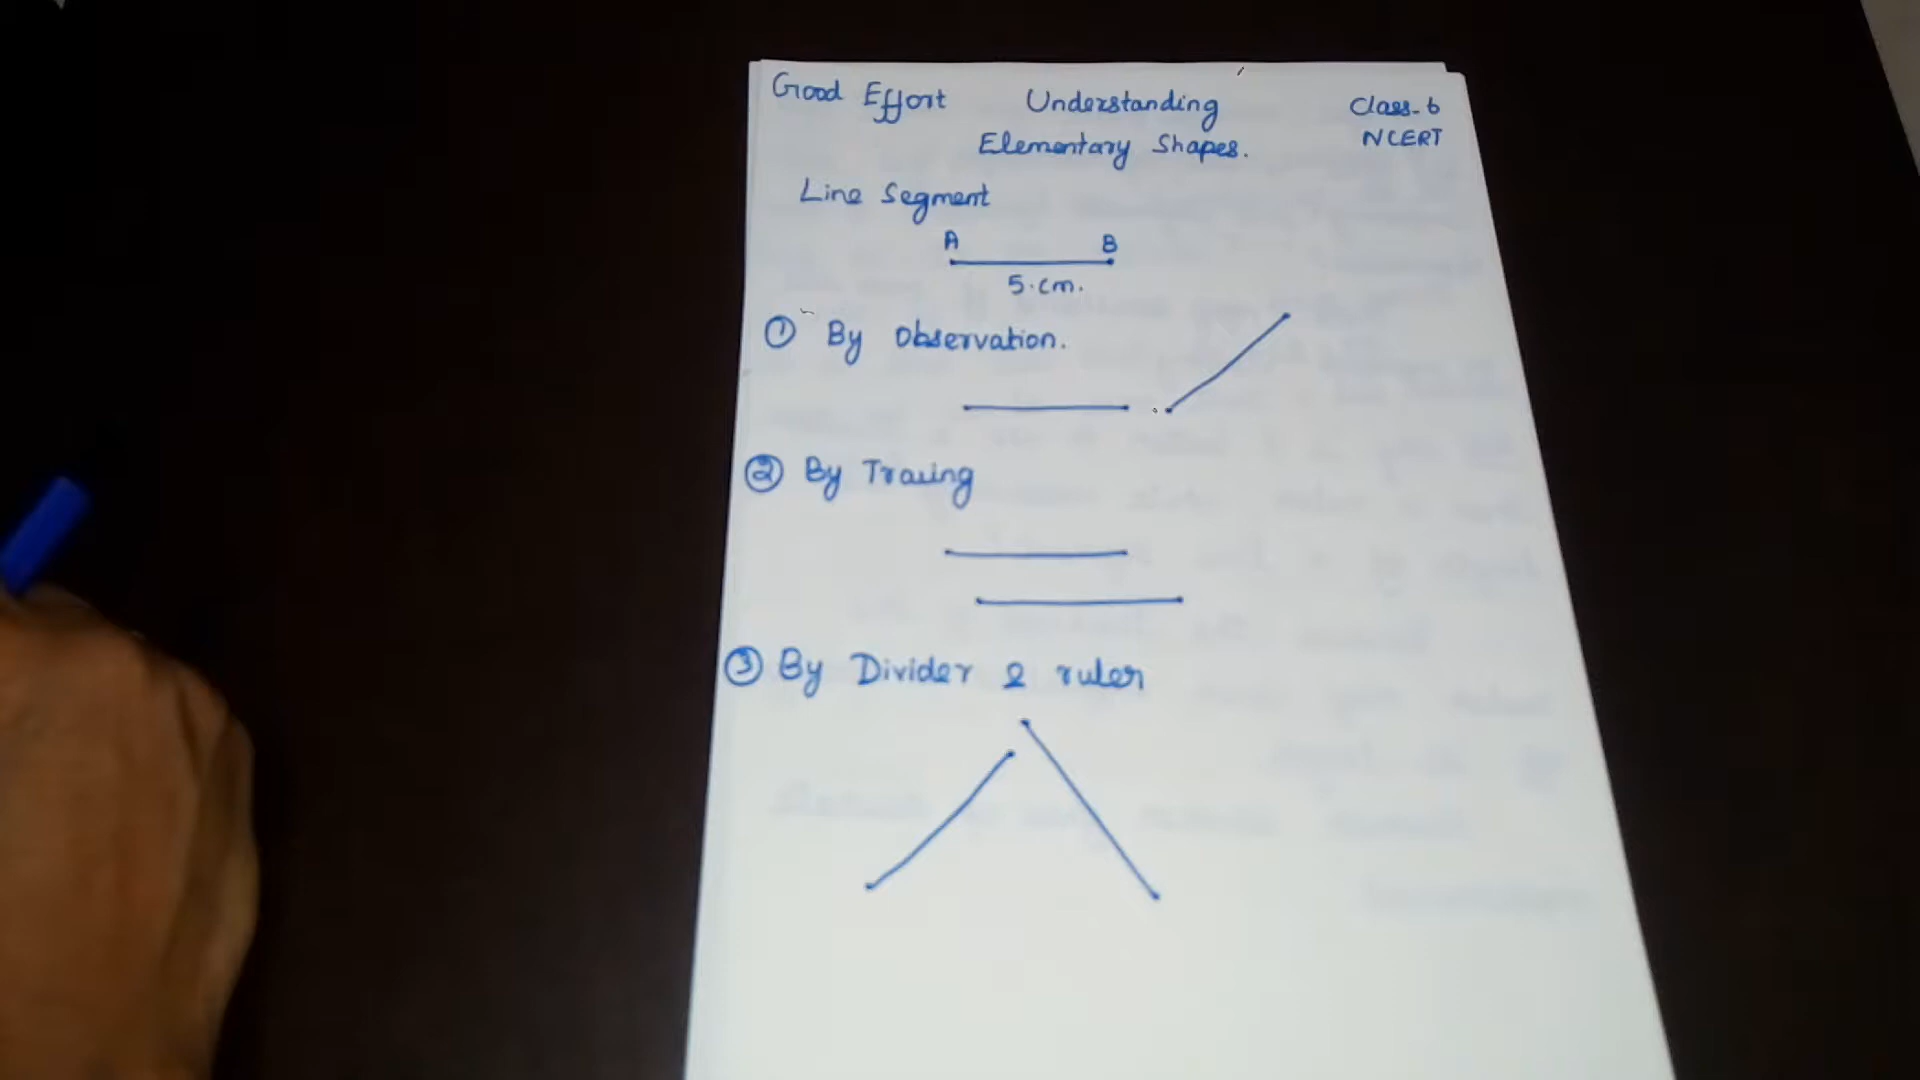 Good Effort
Understanding
Elementary Shapes.
Class-6
NCERT
Line Segment
A B
5.cm.
① By Observation.
② By Tracing
③ By Divider & ruler